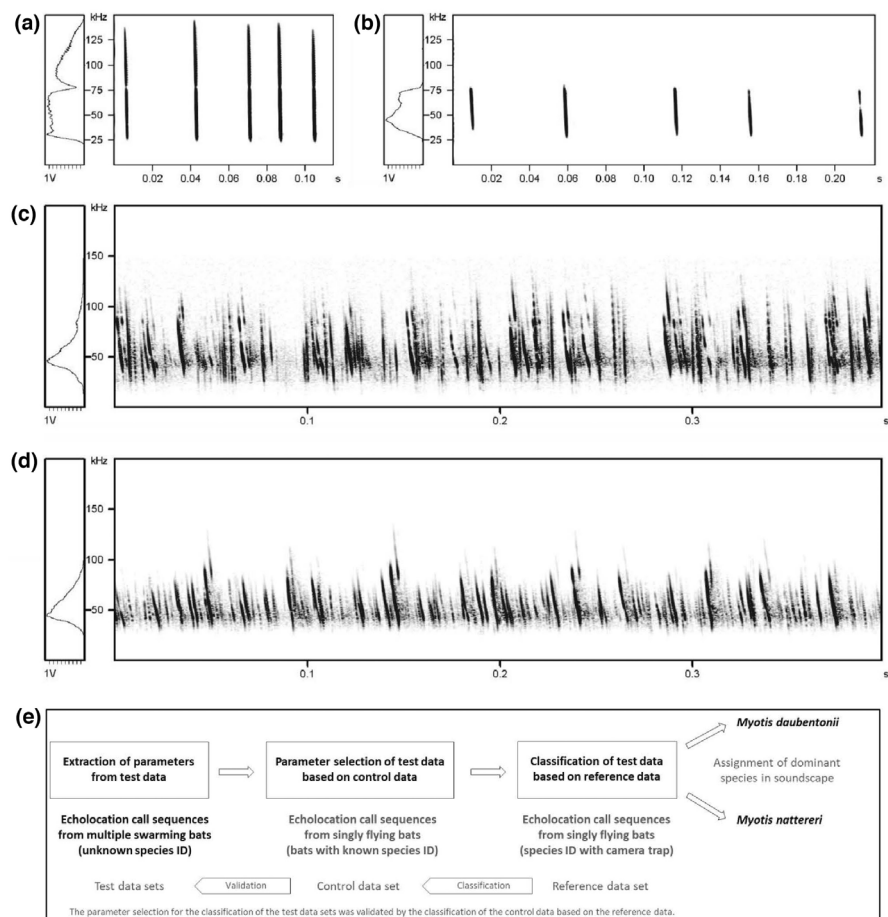 (a) kHz
125
100
75
50
25
1V
0.02 0.04 0.06 0.08 0.10 s
(b) kHz
125
100
75
50
25
1V
0.02 0.04 0.06 0.08 0.10 0.12 0.14 0.16 0.18 0.20 s
(c) kHz
150
100
50
1V
0.1 0.2 0.3 s
(d) kHz
150
100
50
1V
0.1 0.2 0.3 s
(e)
Extraction of parameters
from test data
Parameter selection of test data
based on control data
Classification of test data
based on reference data
Myotis daubentonii
Assignment of dominant
species in soundscape
Myotis nattereri
Echolocation call sequences
from multiple swarming bats
(unknown species ID)
Echolocation call sequences
from singly flying bats
(bats with known species ID)
Echolocation call sequences
from singly flying bats
(species ID with camera trap)
Test data sets Validation Control data set Classification Reference data set
The parameter selection for the classification of the test data sets was validated by the classification of the control data based on the reference data.